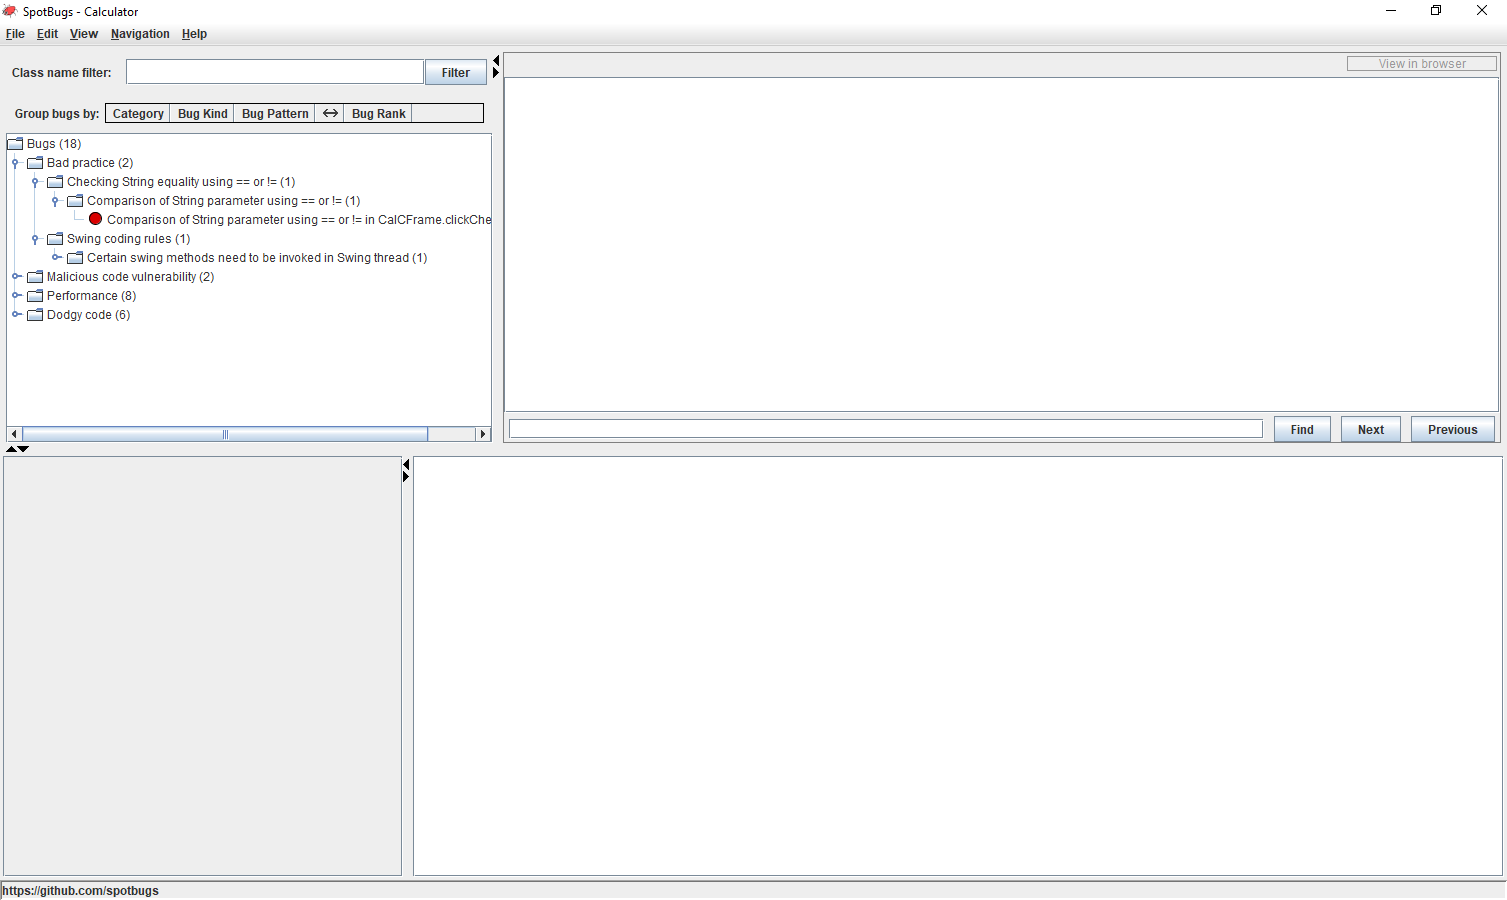 SpotBugs - Calculator
File Edit View Navigation Help
Class name filter: Filter
View in browser
Group bugs by: Category Bug Kind Bug Pattern Bug Rank
Bugs (18)
Bad practice (2)
Checking String equality using == or != (1)
Comparison of String parameter using == or != (1)
Comparison of String parameter using == or != in CalCFrame.clickChe
Swing coding rules (1)
Certain swing methods need to be invoked in Swing thread (1)
Malicious code vulnerability (2)
Performance (8)
Dodgy code (6)
Find Next Previous
https://github.com/spotbugs